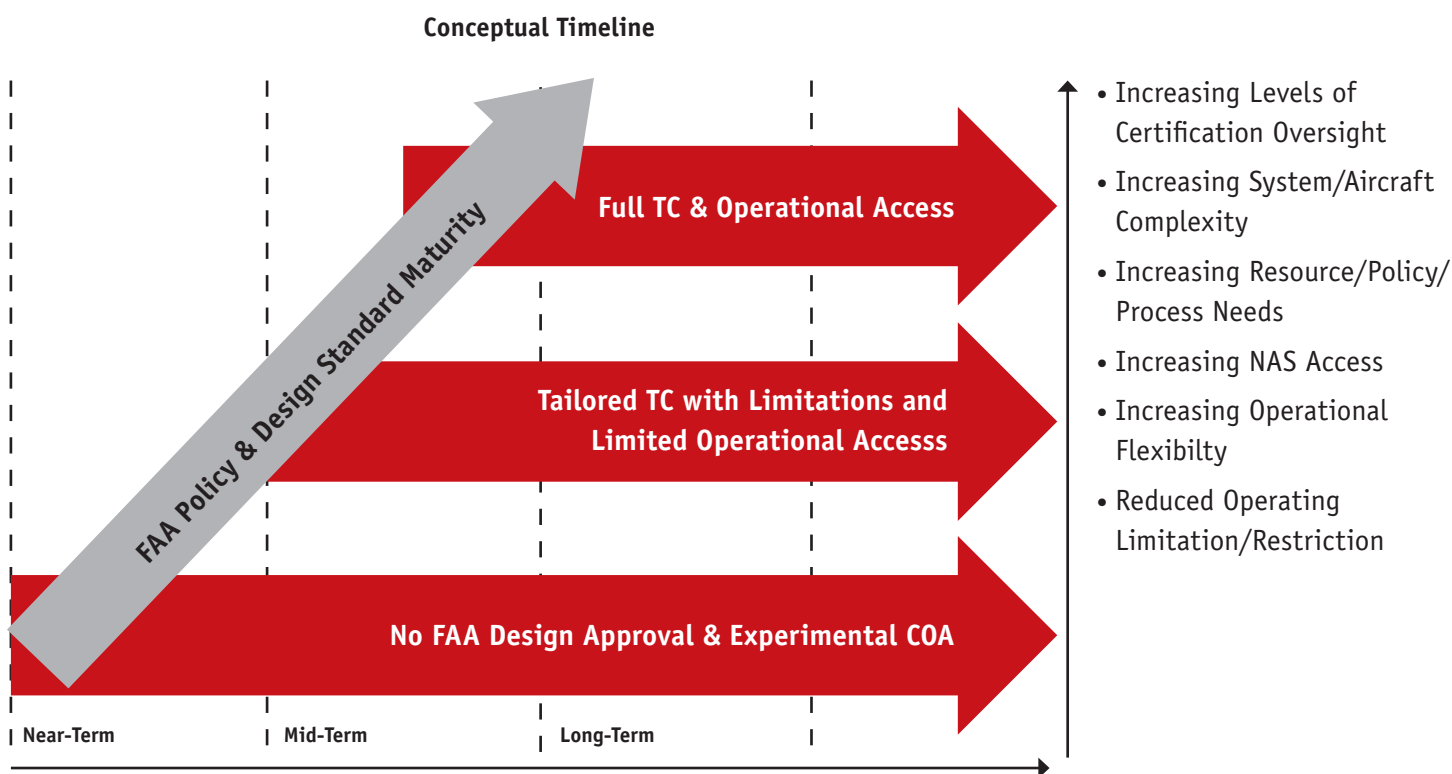 Conceptual Timeline
FAA Policy & Design Standard Maturity
Full TC & Operational Access
Tailored TC with Limitations and
Limited Operational Accesss
No FAA Design Approval & Experimental COA
Near-Term
Mid-Term
Long-Term
• Increasing Levels of
Certification Oversight
• Increasing System/Aircraft
Complexity
• Increasing Resource/Policy/
Process Needs
• Increasing NAS Access
• Increasing Operational
Flexibilty
• Reduced Operating
Limitation/Restriction